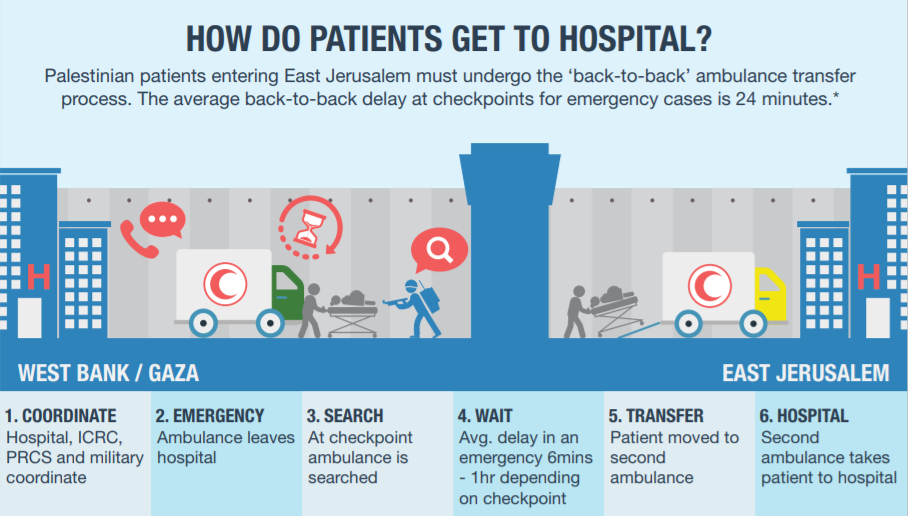 HOW DO PATIENTS GET TO HOSPITAL?
Palestinian patients entering East Jerusalem must undergo the ‘back-to-back’ ambulance transfer
process. The average back-to-back delay at checkpoints for emergency cases is 24 minutes.*
H
H
WEST BANK / GAZA
EAST JERUSALEM
1. COORDINATE
Hospital, ICRC,
PRCS and military
coordinate
2. EMERGENCY
Ambulance leaves
hospital
3. SEARCH
At checkpoint
ambulance is
searched
4. WAIT
Avg. delay in an
emergency 6mins
- 1hr depending
on checkpoint
5. TRANSFER
Patient moved to
second
ambulance
6. HOSPITAL
Second
ambulance takes
patient to hospital